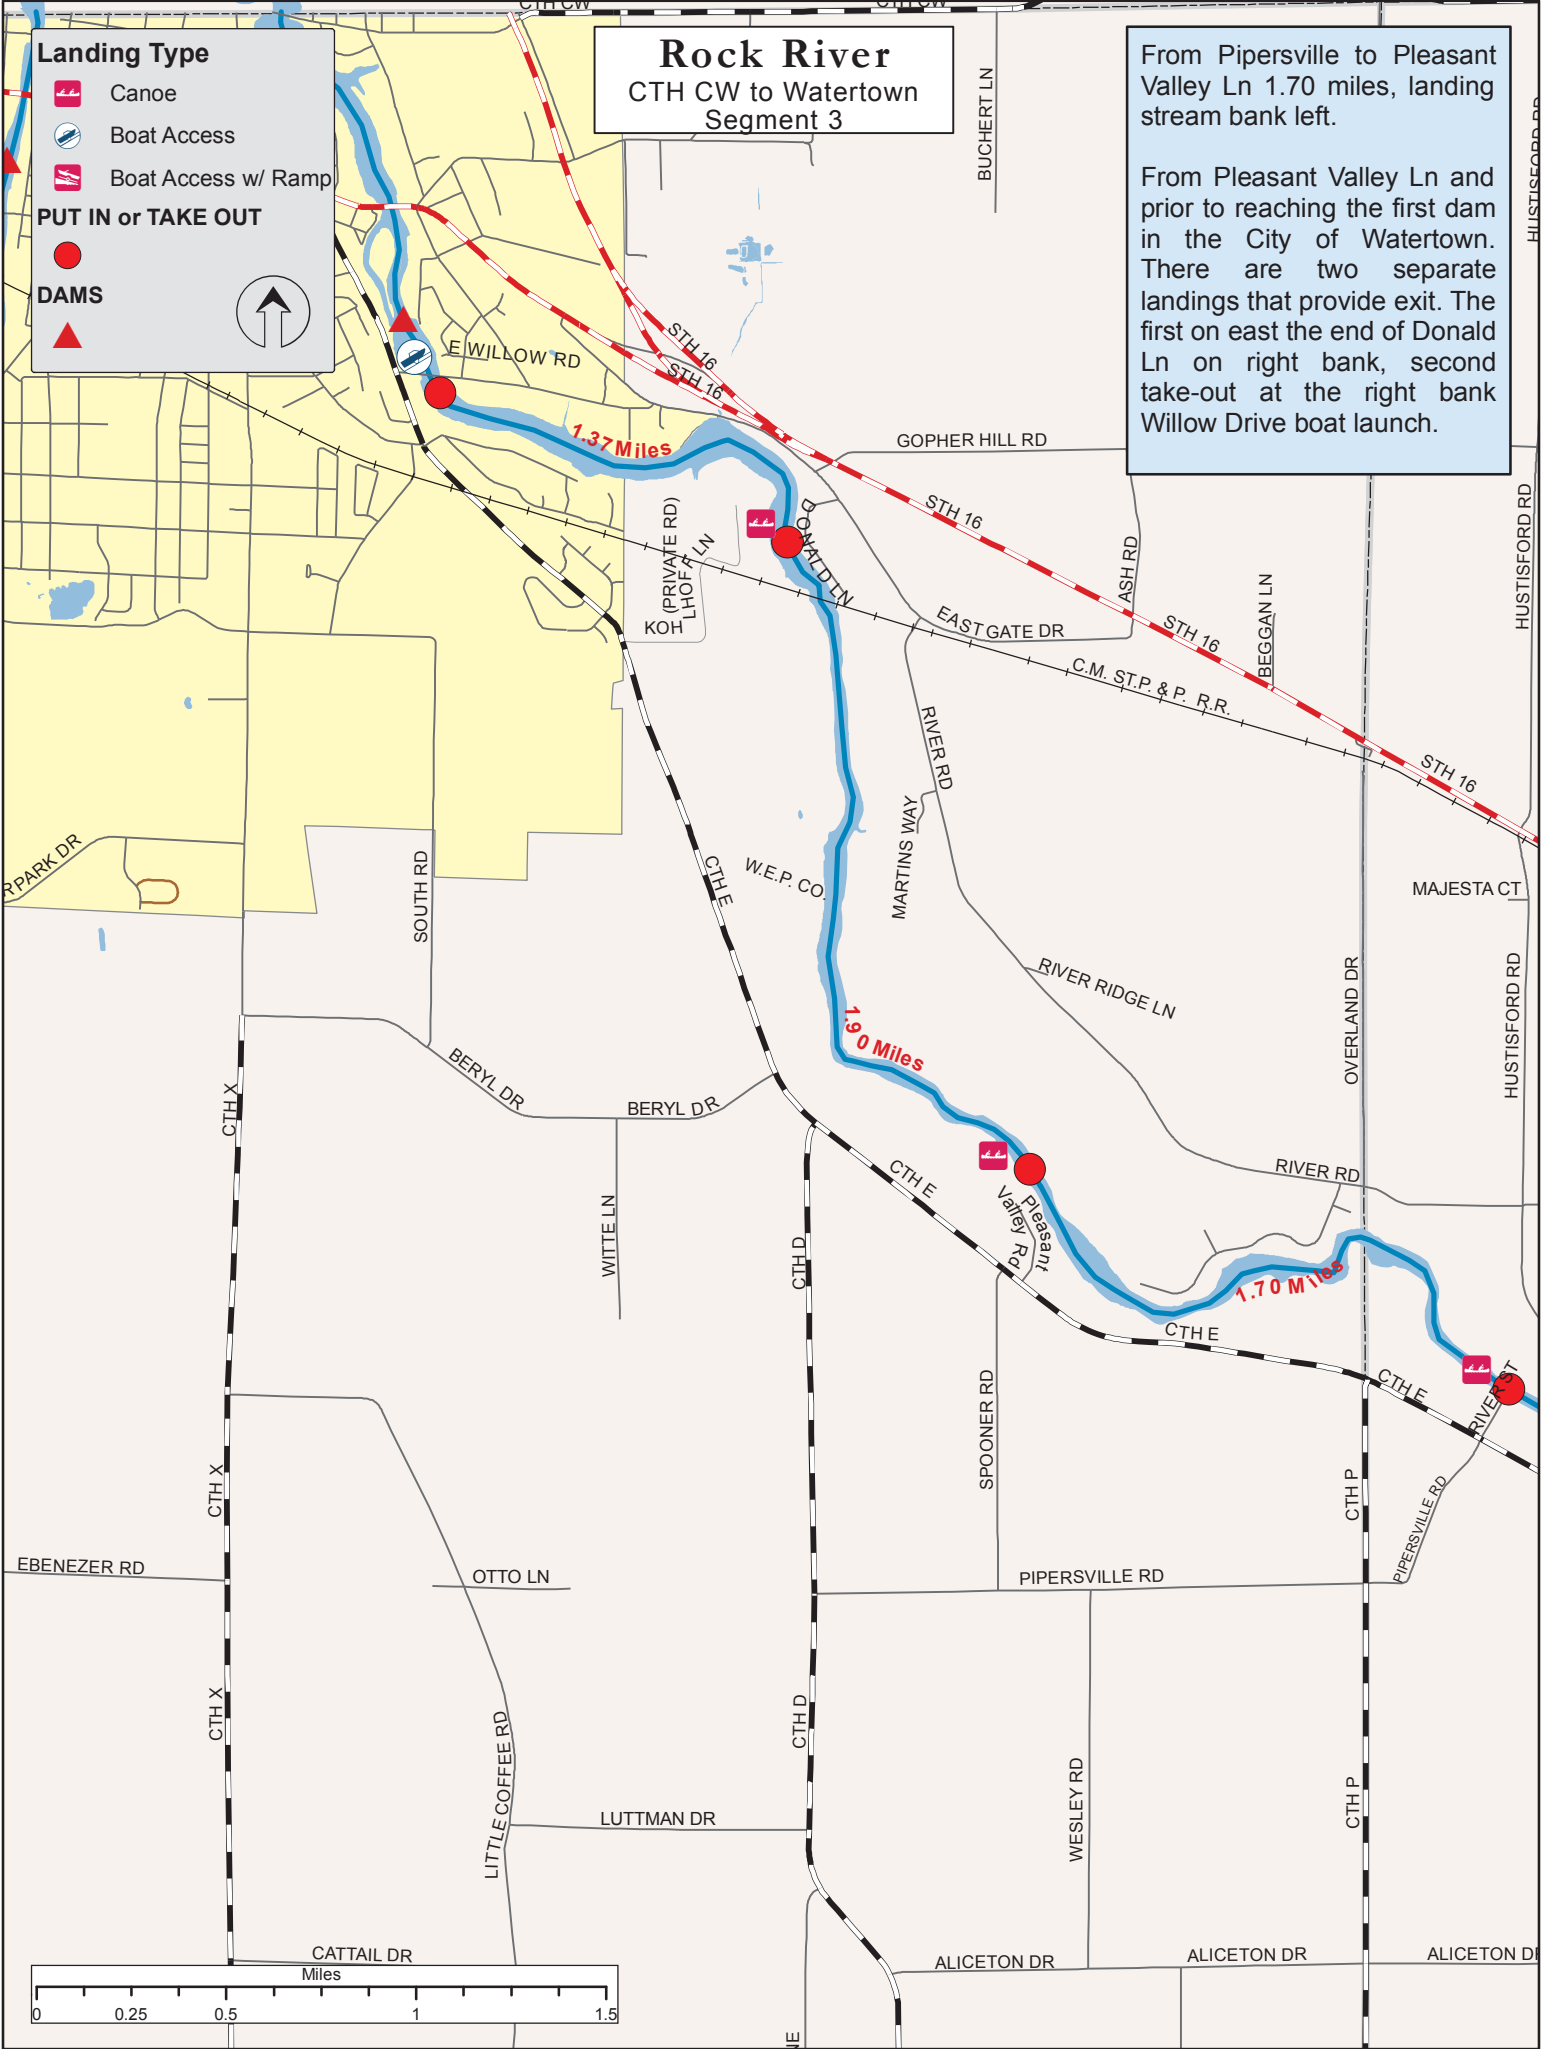 CTH CW
CTH CW
Landing Type
Canoe
Boat Access
Boat Access w/ Ramp
PUT IN or TAKE OUT
DAMS
Rock River
CTH CW to Watertown
Segment 3
From Pipersville to Pleasant
Valley Ln 1.70 miles, landing
stream bank left.
From Pleasant Valley Ln and
prior to reaching the first dam
in the City of Watertown.
There are two separate
landings that provide exit. The
first on east the end of Donald
Ln on right bank, second
take-out at the right bank
Willow Drive boat launch.
BUCHERT LN
HUSTISFORD RD
STH 16
STH 16
E WILLOW RD
1.37 Miles
GOPHER HILL RD
STH 16
DONALD LN
(PRIVATE RD)
KOH
LHOFF LN
ASH RD
HUSTISFORD RD
EAST GATE DR
STH 16
BEGGAN LN
C.M. ST.P. & P. R.R.
RIVER RD
STH 16
MARTINS WAY
W.E.P. CO.
CTH E
R PARK DR
SOUTH RD
MAJESTA CT
RIVER RIDGE LN
OVERLAND DR
HUSTISFORD RD
1.90 Miles
BERYL DR
BERYL DR
CTH X
CTH E
RIVER RD
Pleasant
Valley Rd
WITTE LN
CTH D
1.70 Miles
CTH E
CTH E
RIVER ST
SPOONER RD
CTH X
CTH P
PIPERSVILLE RD
EBENEZER RD
OTTO LN
PIPERSVILLE RD
CTH X
CTH D
LITTLE COFFEE RD
LUTTMAN DR
WESLEY RD
CTH P
CATTAIL DR
ALICETON DR
ALICETON DR
ALICETON DR
Miles
0 0.25 0.5 1 1.5
NE